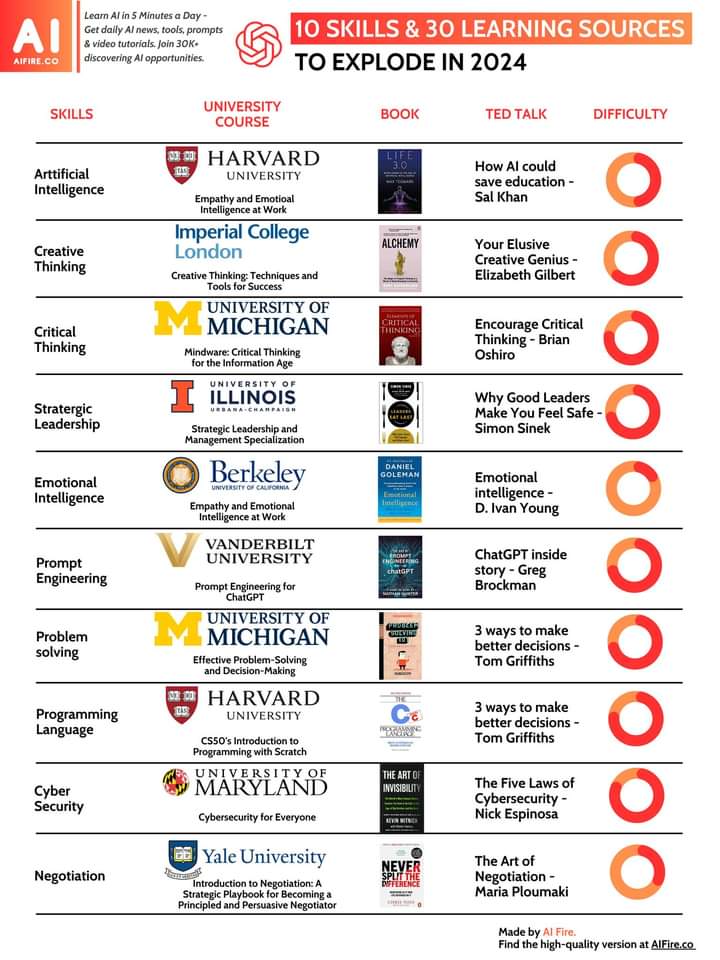 AI
AIFIRE.CO
Learn AI in 5 Minutes a Day -
Get daily AI news, tools, prompts
& video tutorials. Join 30K+
discovering AI opportunities.
10 SKILLS & 30 LEARNING SOURCES
TO EXPLODE IN 2024
SKILLS
UNIVERSITY
COURSE
BOOK
TED TALK
DIFFICULTY
Arttificial
Intelligence
HARVARD
UNIVERSITY
VE RI
TAS
Empathy and Emotioal
Intelligence at Work
LIFE
3.0
How AI could
save education -
Sal Khan
Creative
Thinking
Imperial College
London
Creative Thinking: Techniques and
Tools for Success
ALCHEMY
Your Elusive
Creative Genius -
Elizabeth Gilbert
Critical
Thinking
M
UNIVERSITY OF
MICHIGAN
Mindware: Critical Thinking
for the Information Age
ELEMENTS OF
CRITICAL
THINKING
Encourage Critical
Thinking - Brian
Oshiro
Stratergic
Leadership
I
UNIVERSITY OF
ILLINOIS
URBANA-CHAMPAIGN
Strategic Leadership and
Management Specialization
SIMON SINEK
LEADERS
EAT LAST
Why Good Leaders
Make You Feel Safe -
Simon Sinek
Emotional
Intelligence
Berkeley
UNIVERSITY OF CALIFORNIA
Empathy and Emotional
Intelligence at Work
DANIEL
GOLEMAN
Emotional
Intelligence
Emotional
intelligence -
D. Ivan Young
Prompt
Engineering
V
VANDERBILT
UNIVERSITY
Prompt Engineering for
ChatGPT
THE ART OF
PROMPT
ENGINEERING
chatGPT
NATHAN HUNTER
ChatGPT inside
story - Greg
Brockman
Problem
solving
M
UNIVERSITY OF
MICHIGAN
Effective Problem-Solving
and Decision-Making
PROBLEM
SOLVING
3 ways to make
better decisions -
Tom Griffiths
Programming
Language
HARVARD
UNIVERSITY
VE RI
TAS
CS50's Introduction to
Programming with Scratch
THE
C
PROGRAMMING
LANGUAGE
3 ways to make
better decisions -
Tom Griffiths
Cyber
Security
UNIVERSITY OF
MARYLAND
Cybersecurity for Everyone
THE ART OF
INVISIBILITY
KEVIN MITNICK
The Five Laws of
Cybersecurity -
Nick Espinosa
Negotiation
Yale University
Introduction to Negotiation: A
Strategic Playbook for Becoming a
Principled and Persuasive Negotiator
NEVER
SPLIT THE
DIFFERENCE
CHRIS VOSS
The Art of
Negotiation -
Maria Ploumaki
Made by AI Fire.
Find the high-quality version at AIFire.co